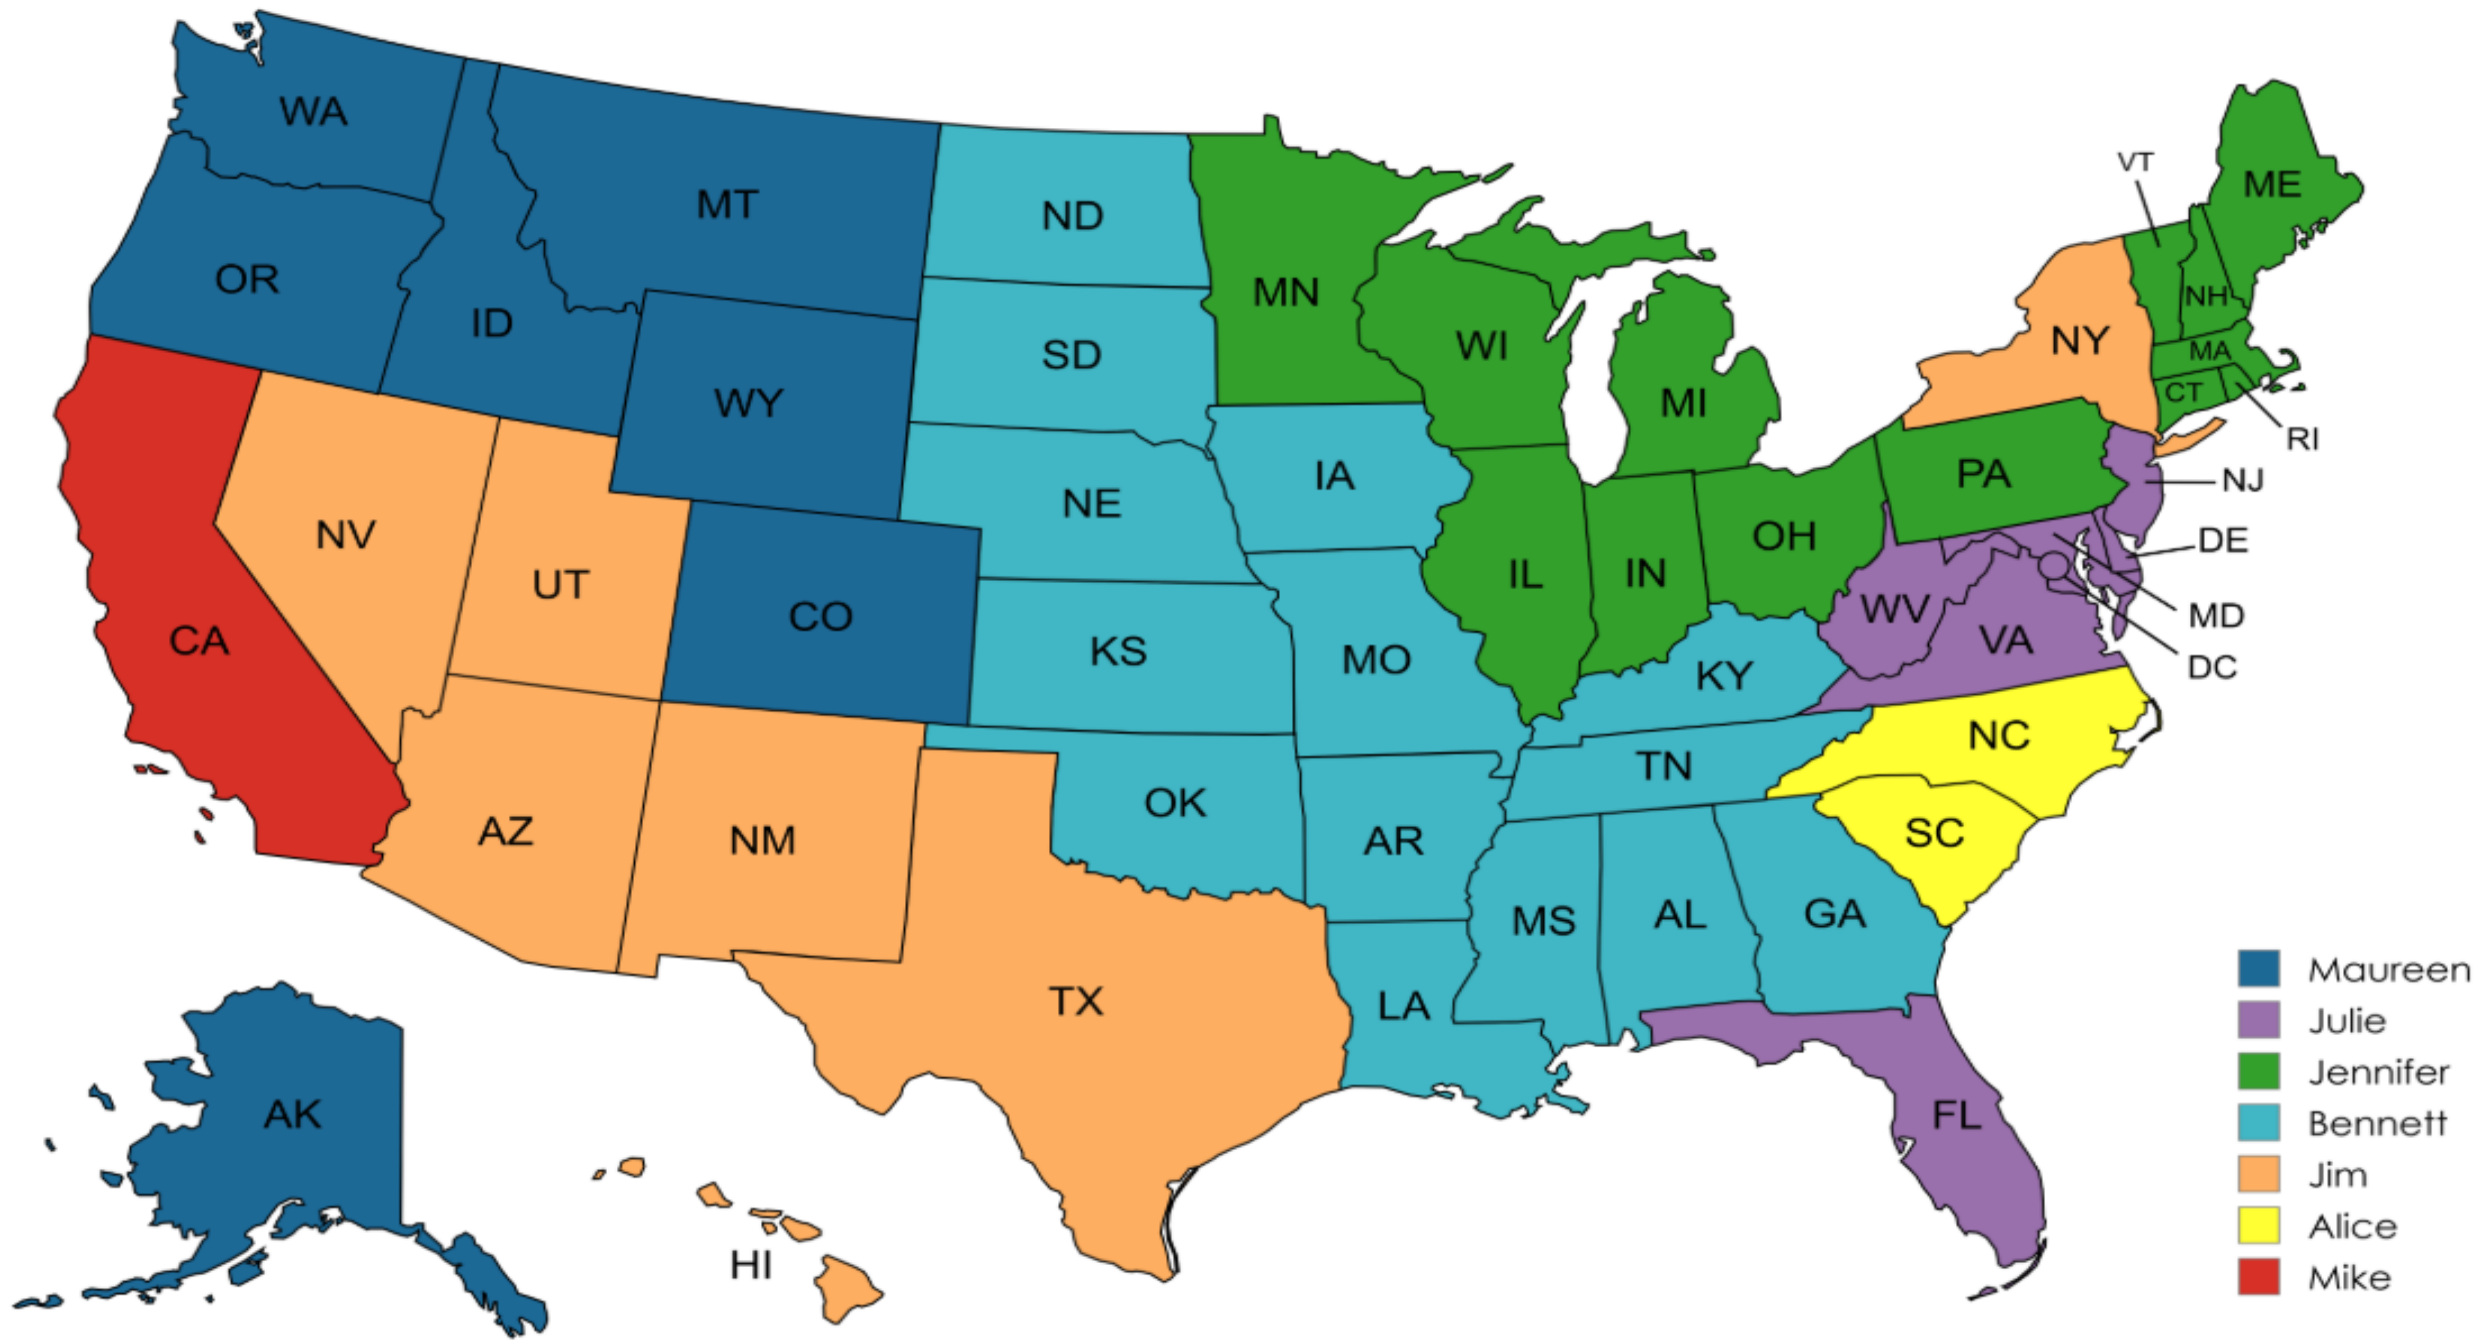 WA
MT
ND
MN
VT
ME
OR
ID
SD
WI
NH
NY
MA
WY
MI
CT
RI
NV
UT
NE
IA
PA
NJ
CA
CO
KS
MO
IL
IN
OH
DE
WV
VA
MD
DC
KY
NC
TN
AZ
NM
OK
AR
SC
MS
AL
GA
TX
LA
FL
AK
HI
Maureen
Julie
Jennifer
Bennett
Jim
Alice
Mike